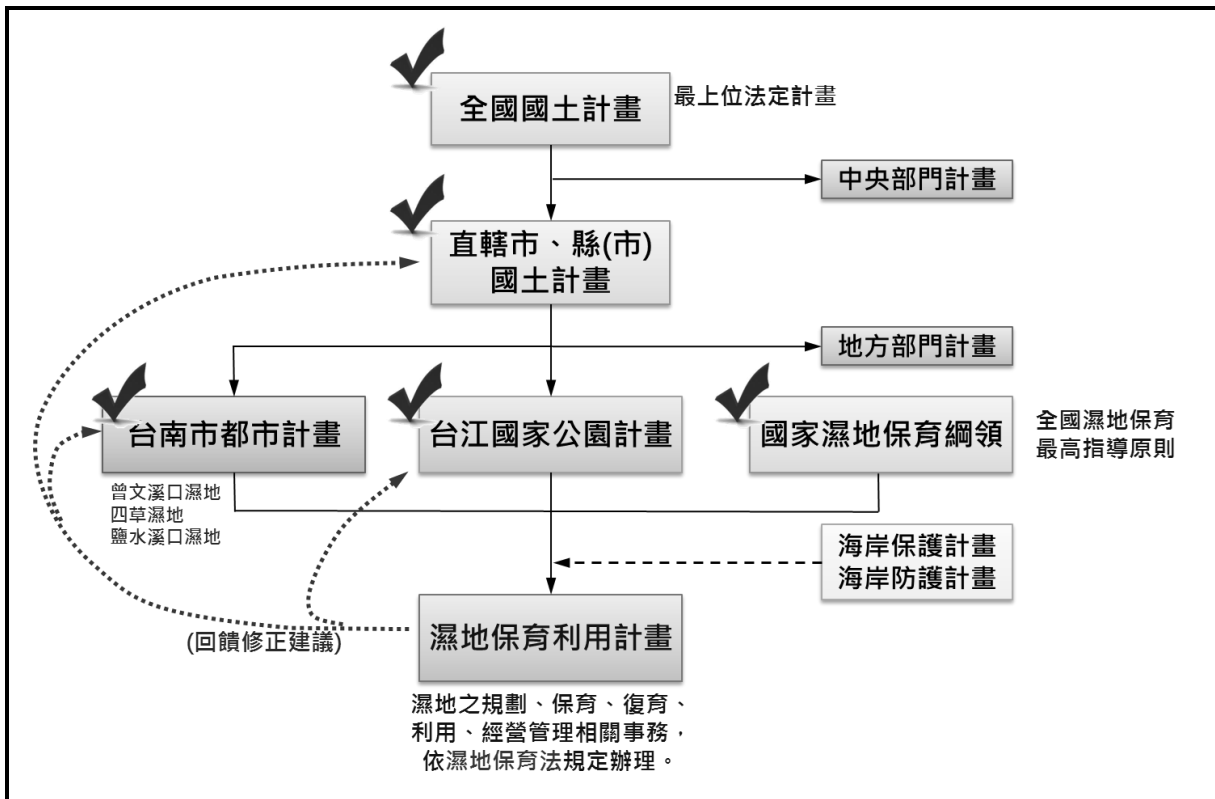 全國國土計畫
最上位法定計畫
中央部門計畫
直轄市、縣(市)
國土計畫
地方部門計畫
台南市都市計畫
台江國家公園計畫
國家濕地保育綱領
全國濕地保育
最高指導原則
曾文溪口濕地
四草濕地
鹽水溪口濕地
海岸保護計畫
海岸防護計畫
(回饋修正建議)
濕地保育利用計畫
濕地之規劃、保育、復育、
利用、經營管理相關事務，
依濕地保育法規定辦理。